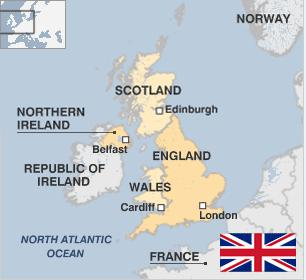 NORWAY
SCOTLAND
Edinburgh
NORTHERN
IRELAND
Belfast
ENGLAND
REPUBLIC OF
IRELAND
WALES
Cardiff
London
NORTH ATLANTIC
OCEAN
FRANCE